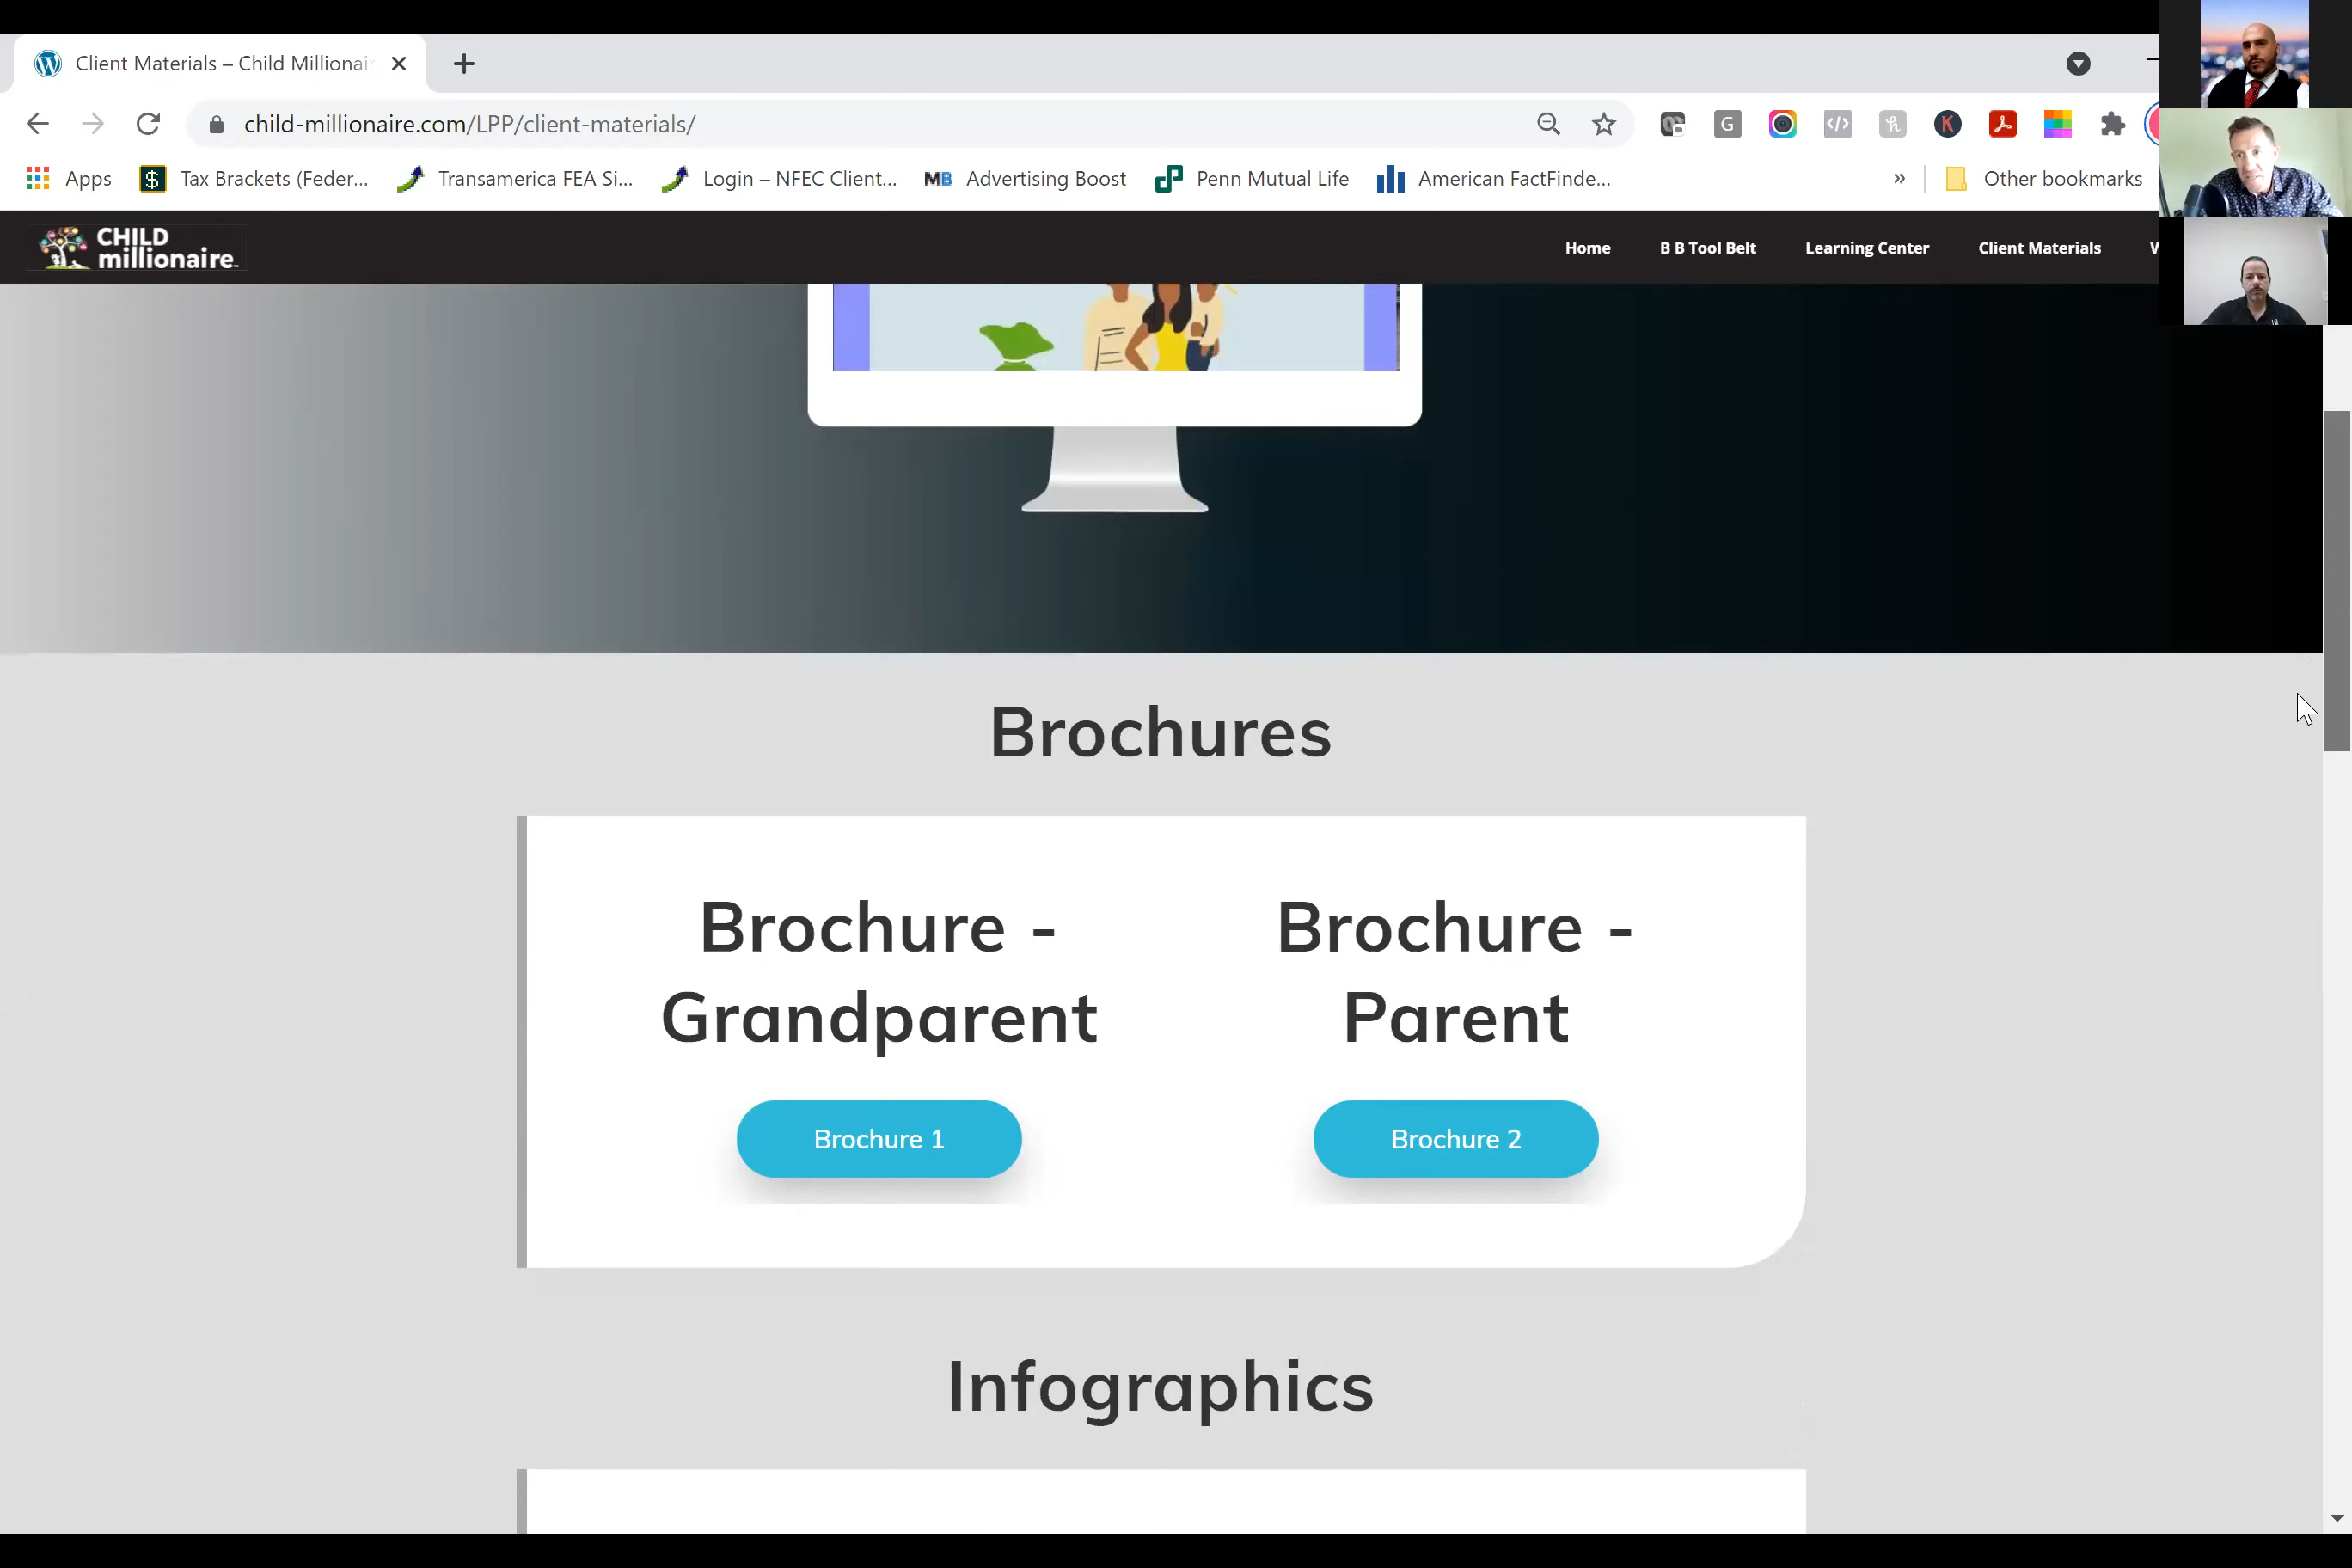 Client Materials – Child Millionair
child-millionaire.com/LPP/client-materials/
Apps
Tax Brackets (Feder...
Transamerica FEA Si...
Login – NFEC Client...
MB Advertising Boost
Penn Mutual Life
American FactFinde...
» Other bookmarks
CHILD
millionaire
Home
B B Tool Belt
Learning Center
Client Materials
W
Brochures
Brochure -
Grandparent
Brochure 1
Brochure -
Parent
Brochure 2
Infographics